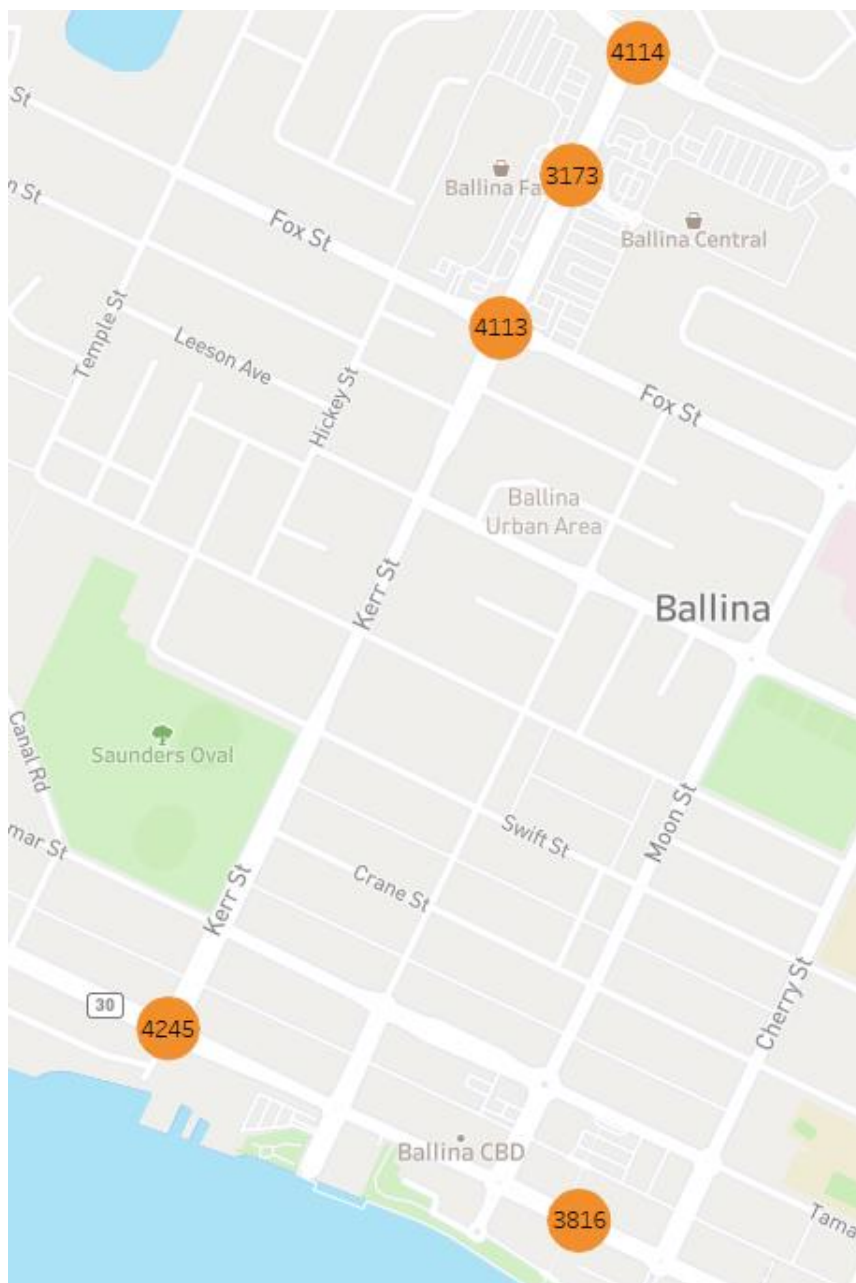 4114
St
3173
Ballina Fa
n St
Ballina Central
Fox St
4113
Temple St
Leeson Ave
Hickey St
Fox St
Ballina
Urban Area
Kerr St
Ballina
Canal Rd
Saunders Oval
mar St
Swift St
Moon St
Kerr St
Crane St
Cherry St
30
4245
Ballina CBD
3816
Tama